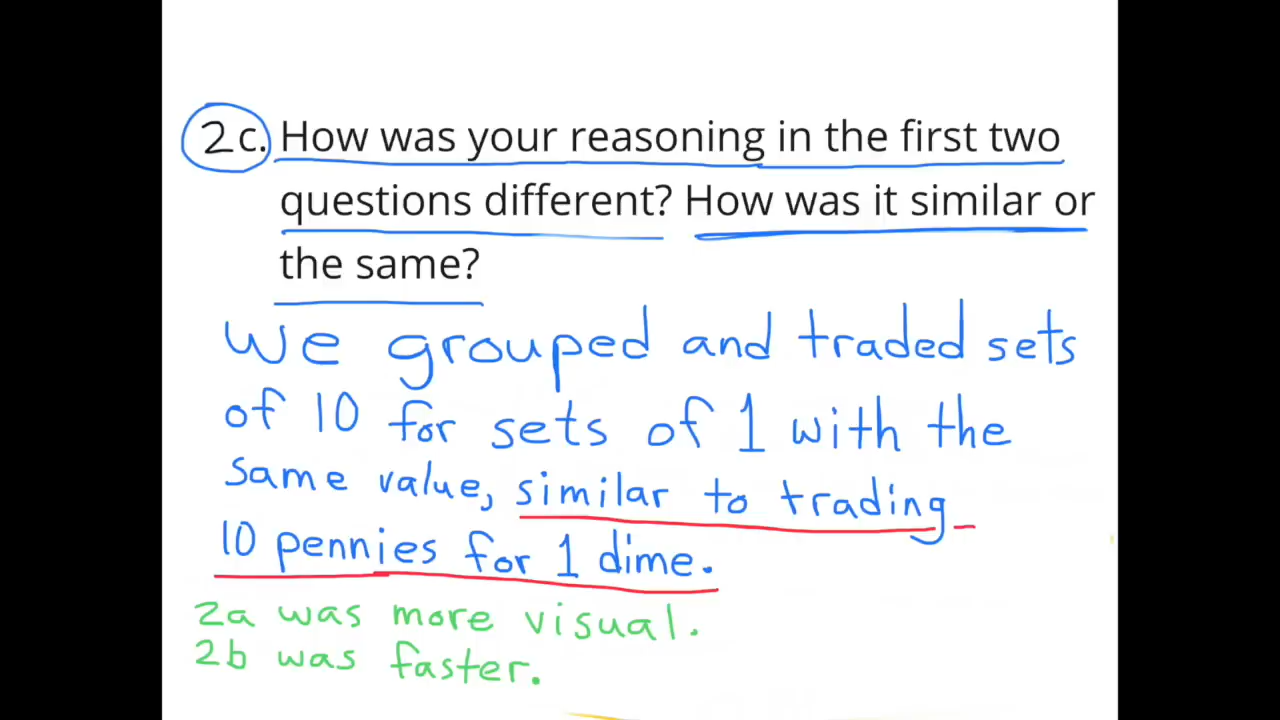 2c. How was your reasoning in the first two
questions different? How was it similar or
the same?
We grouped and traded sets
of 10 for sets of 1 with the
same value, similar to trading
10 pennies for 1 dime.
2a was more visual.
2b was faster.